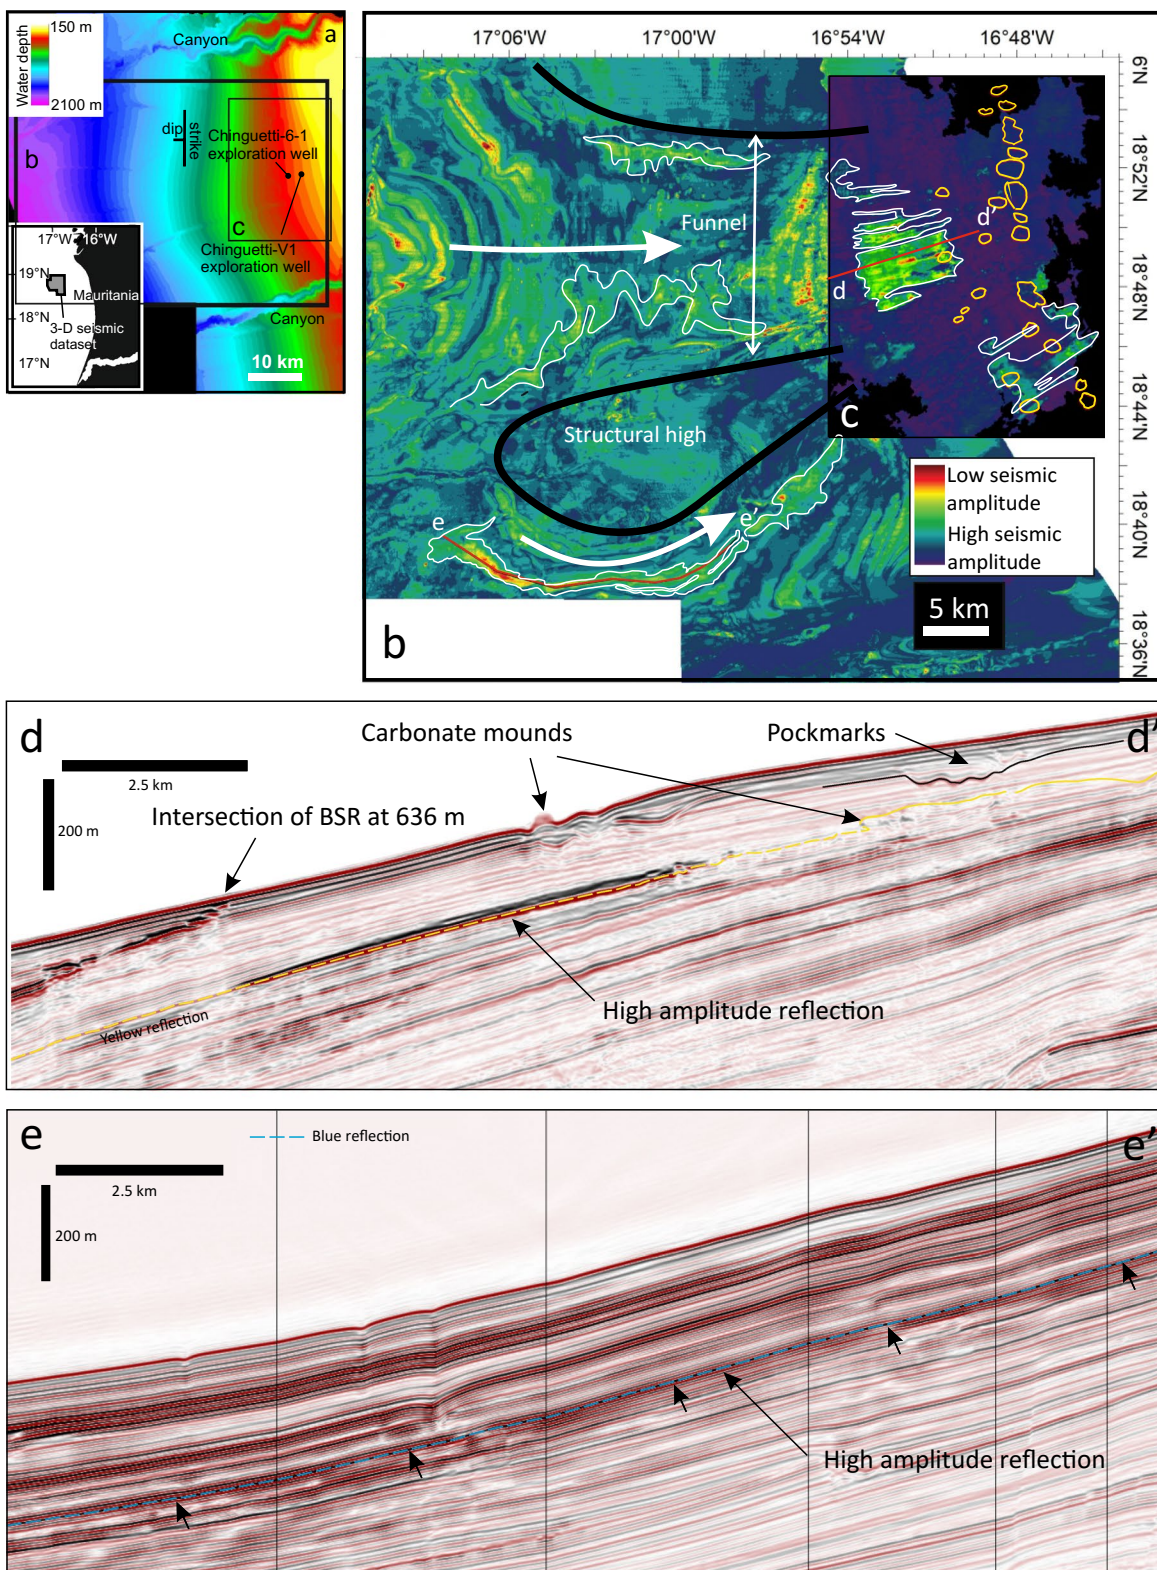 150 m
Water depth
2100 m
Canyon
a
dip
strike
Chinguetti-6-1
exploration well
b
c
Chinguetti-V1
exploration well
17°W
16°W
19°N
Mauritania
18°N
3-D seismic
dataset
17°N
Canyon
10 km
17°06'W
17°00'W
16°54'W
16°48'W
6'N
18°52'N
18°48'N
18°44'N
18°40'N
18°36'N
Funnel
d
d'
Structural high
c
e
e'
Low seismic
amplitude
High seismic
amplitude
5 km
b
d
d'
Carbonate mounds
Pockmarks
2.5 km
200 m
Intersection of BSR at 636 m
High amplitude reflection
Yellow reflection
e
e'
Blue reflection
2.5 km
200 m
High amplitude reflection